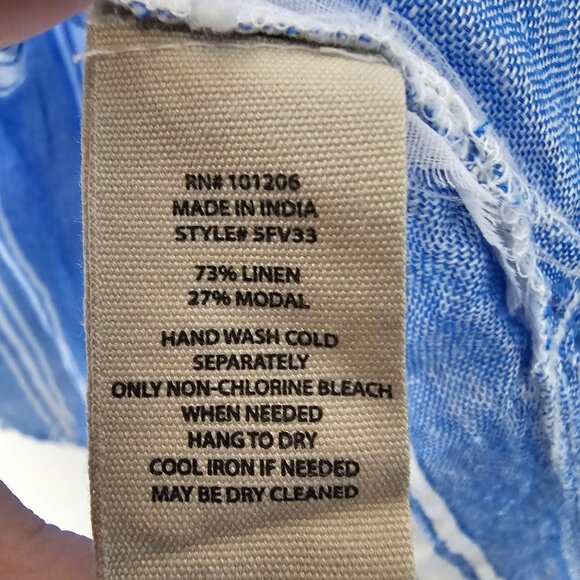 RN# 101206
MADE IN INDIA
STYLE# 5FV33
73% LINEN
27% MODAL
HAND WASH COLD
SEPARATELY
ONLY NON-CHLORINE BLEACH
WHEN NEEDED
HANG TO DRY
COOL IRON IF NEEDED
MAY BE DRY CLEANED